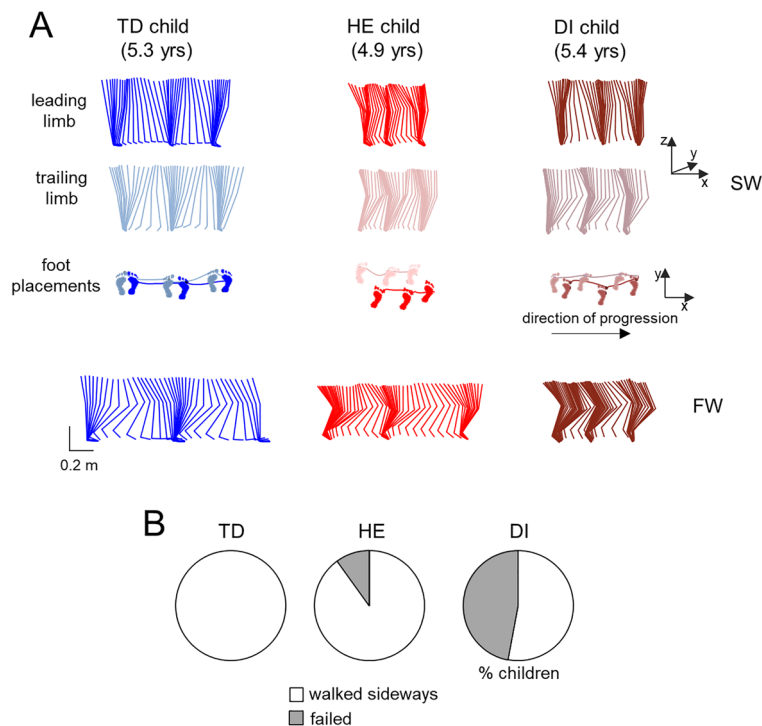 A
TD child
(5.3 yrs)
HE child
(4.9 yrs)
DI child
(5.4 yrs)
leading
limb
trailing
limb
z
y
x
SW
foot
placements
y
x
direction of progression
FW
0.2 m
B
TD
HE
DI
% children
walked sideways
failed